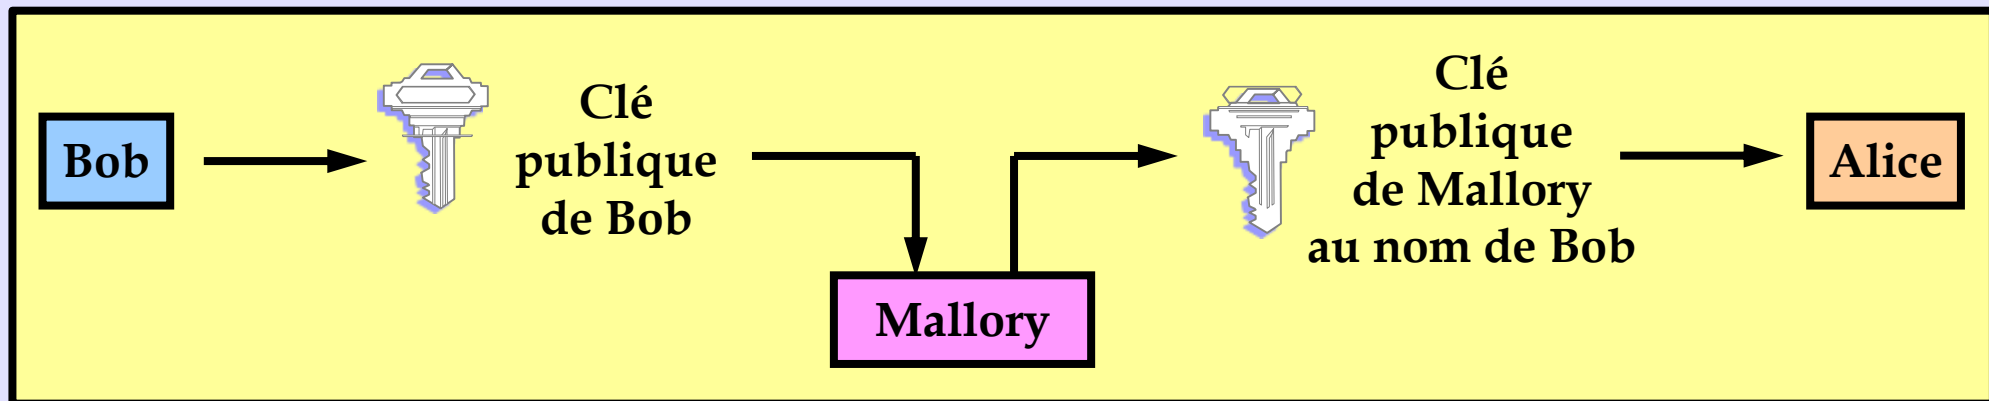 Bob
Clé
publique
de Bob
Mallory
Clé
publique
de Mallory
au nom de Bob
Alice